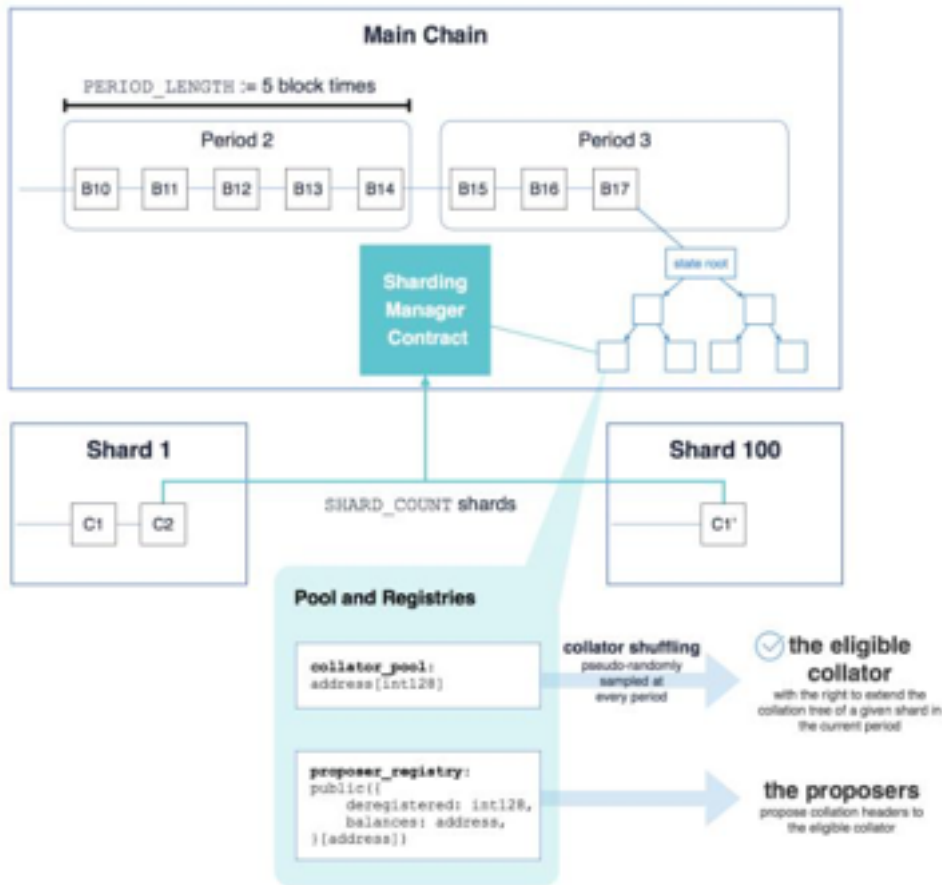 Main Chain
PERIOD_LENGTH := 5 block times
Period 2
Period 3
B10
B11
B12
B13
B14
B15
B16
B17
state root
Sharding
Manager
Contract
Shard 1
Shard 100
C1
C2
SHARD_COUNT shards
C1'
Pool and Registries
collator_pool:
address[int128]
collator shuffling
pseudo-randomly
sampled at
every period
the eligible
collator
with the right to extend the
collation tree of a given shard in
the current period
proposer_registry:
public({
deregistered: int128,
balances: address,
}[address])
the proposers
propose collation headers to
the eligible collator